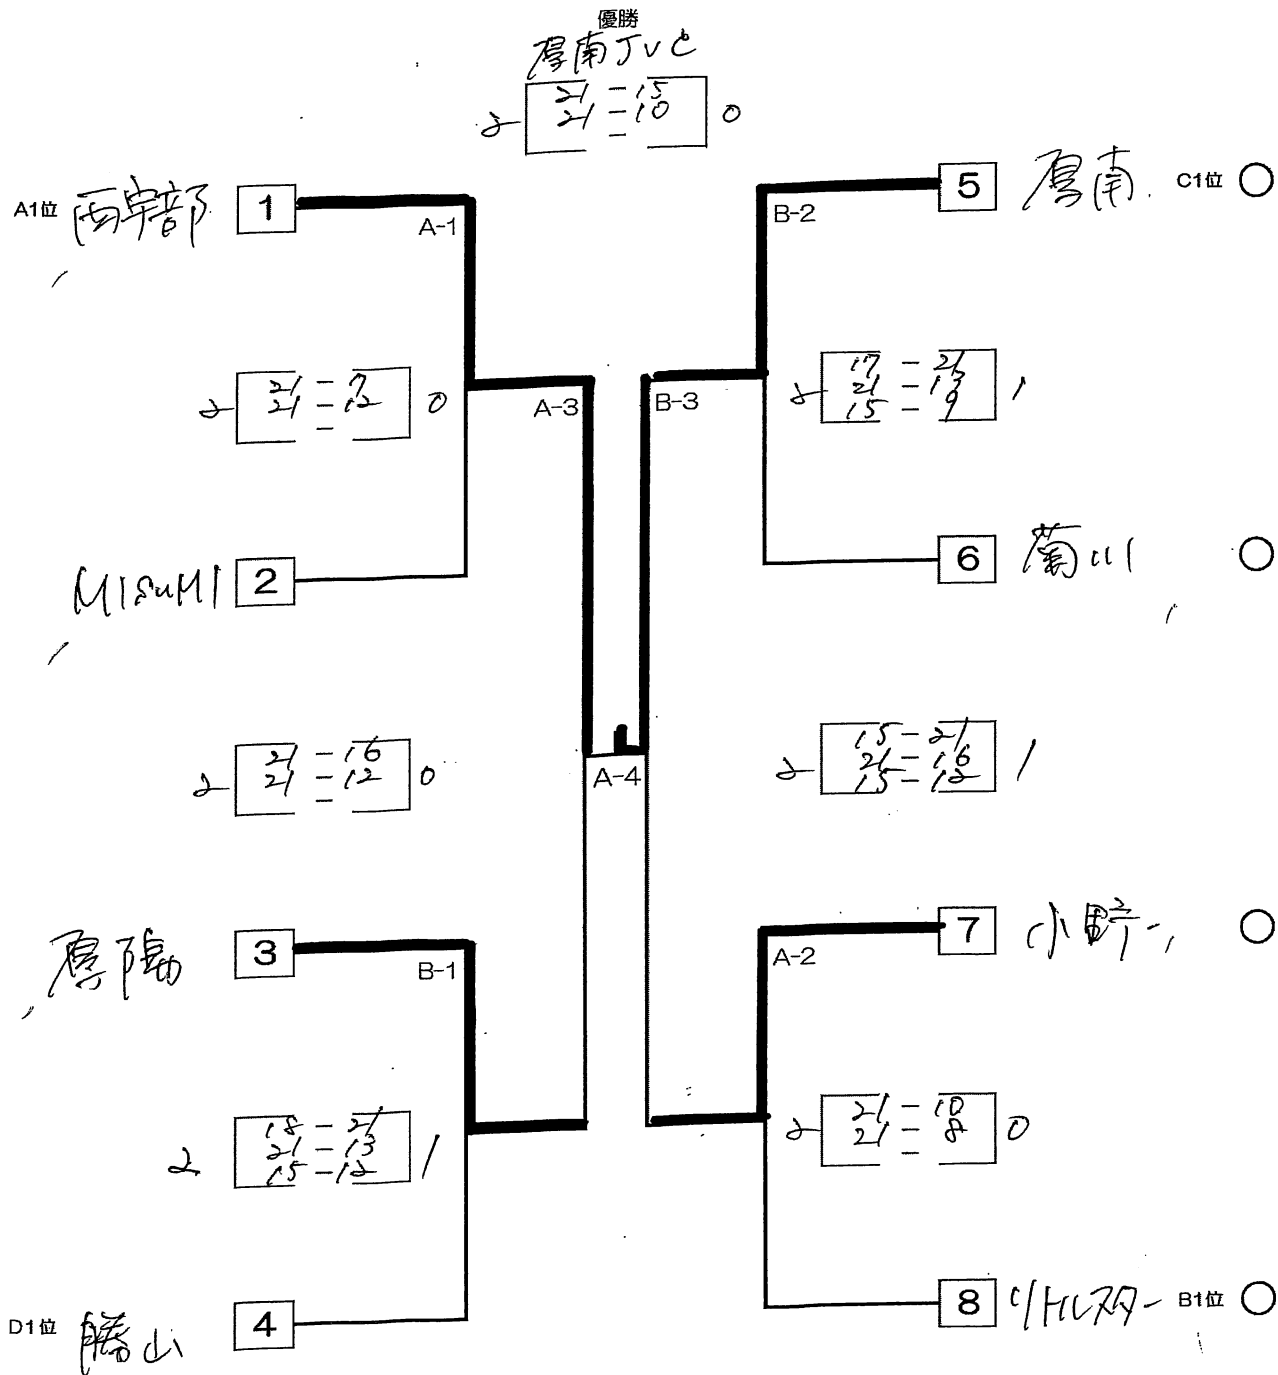 優勝
厚南JVC
21 - 15
2 21 - 10 0
-
A1位 西宇部 1
A-1
5 厚南 C1位 ○
B-2
21 - 7
2 21 - 12 0
-
A-3
B-3
17 - 21
2 21 - 13 1
15 - 9
MISUMI 2
6 菊川 ○
21 - 16
2 21 - 12 0
-
A-4
15 - 21
2 21 - 16 1
15 - 12
厚陽 3
B-1
7 小野 ○
A-2
18 - 21
2 21 - 13 1
15 - 12
21 - 10
2 21 - 8 0
-
D1位 勝山 4
8 リトルスター B1位 ○